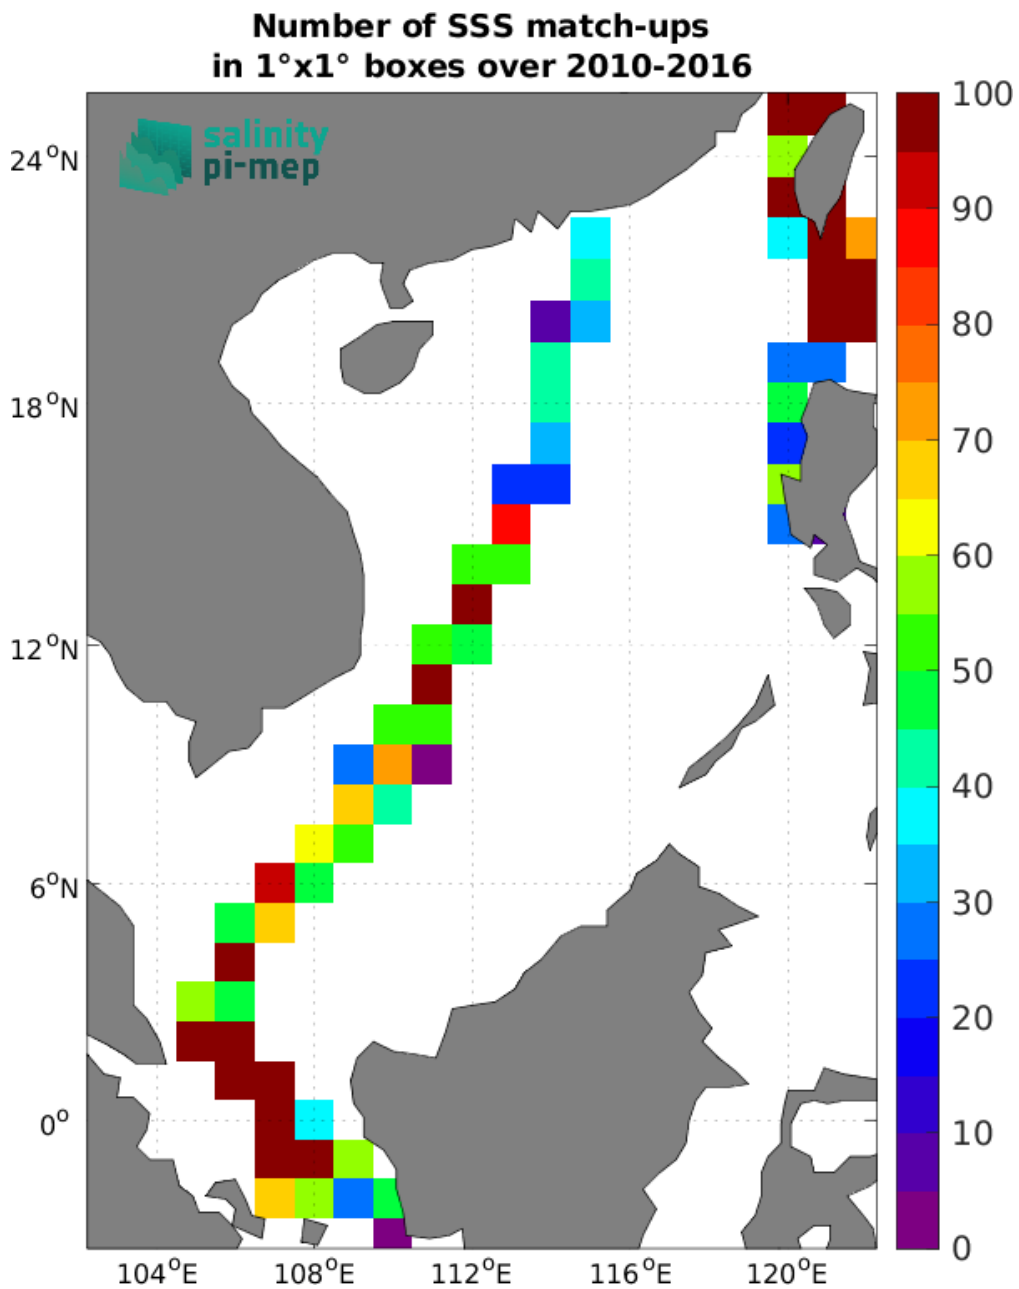 Number of SSS match-ups
in 1°x1° boxes over 2010-2016
salinity
pi-mep
24°N
18°N
12°N
6°N
0°
104°E
108°E
112°E
116°E
120°E
100
90
80
70
60
50
40
30
20
10
0